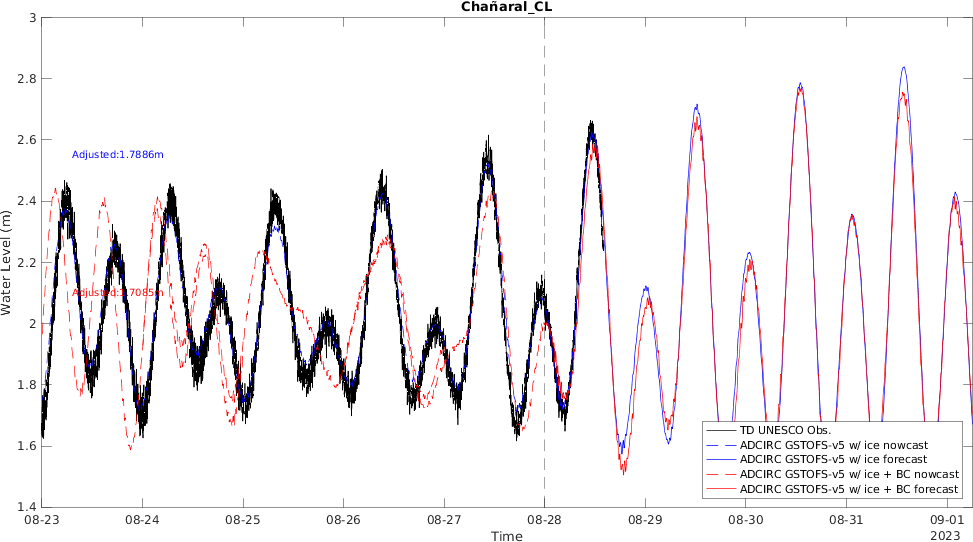 Chañaral_CL
3
2.8
2.6
2.4
2.2
2
1.8
1.6
1.4
Water Level (m)
Adjusted:1.7886m
Adjusted:1.7085m
TD UNESCO Obs.
ADCIRC GSTOFS-v5 w/ ice nowcast
ADCIRC GSTOFS-v5 w/ ice forecast
ADCIRC GSTOFS-v5 w/ ice + BC nowcast
ADCIRC GSTOFS-v5 w/ ice + BC forecast
08-23 08-24 08-25 08-26 08-27 08-28 08-29 08-30 08-31 09-01
2023
Time